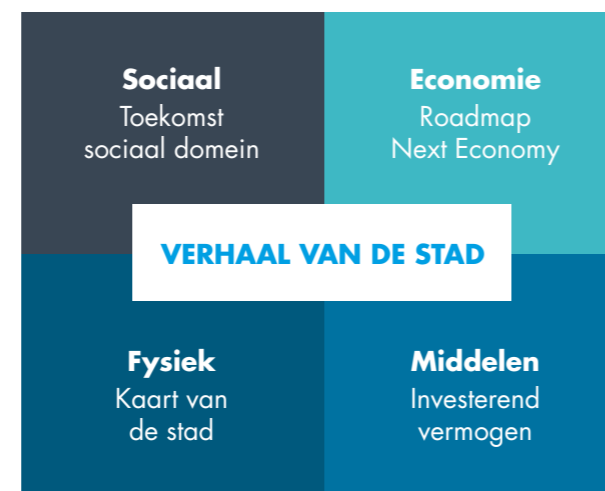 Sociaal
Toekomst
sociaal domein
Economie
Roadmap
Next Economy
VERHAAL VAN DE STAD
Fysiek
Kaart van
de stad
Middelen
Investerend
vermogen